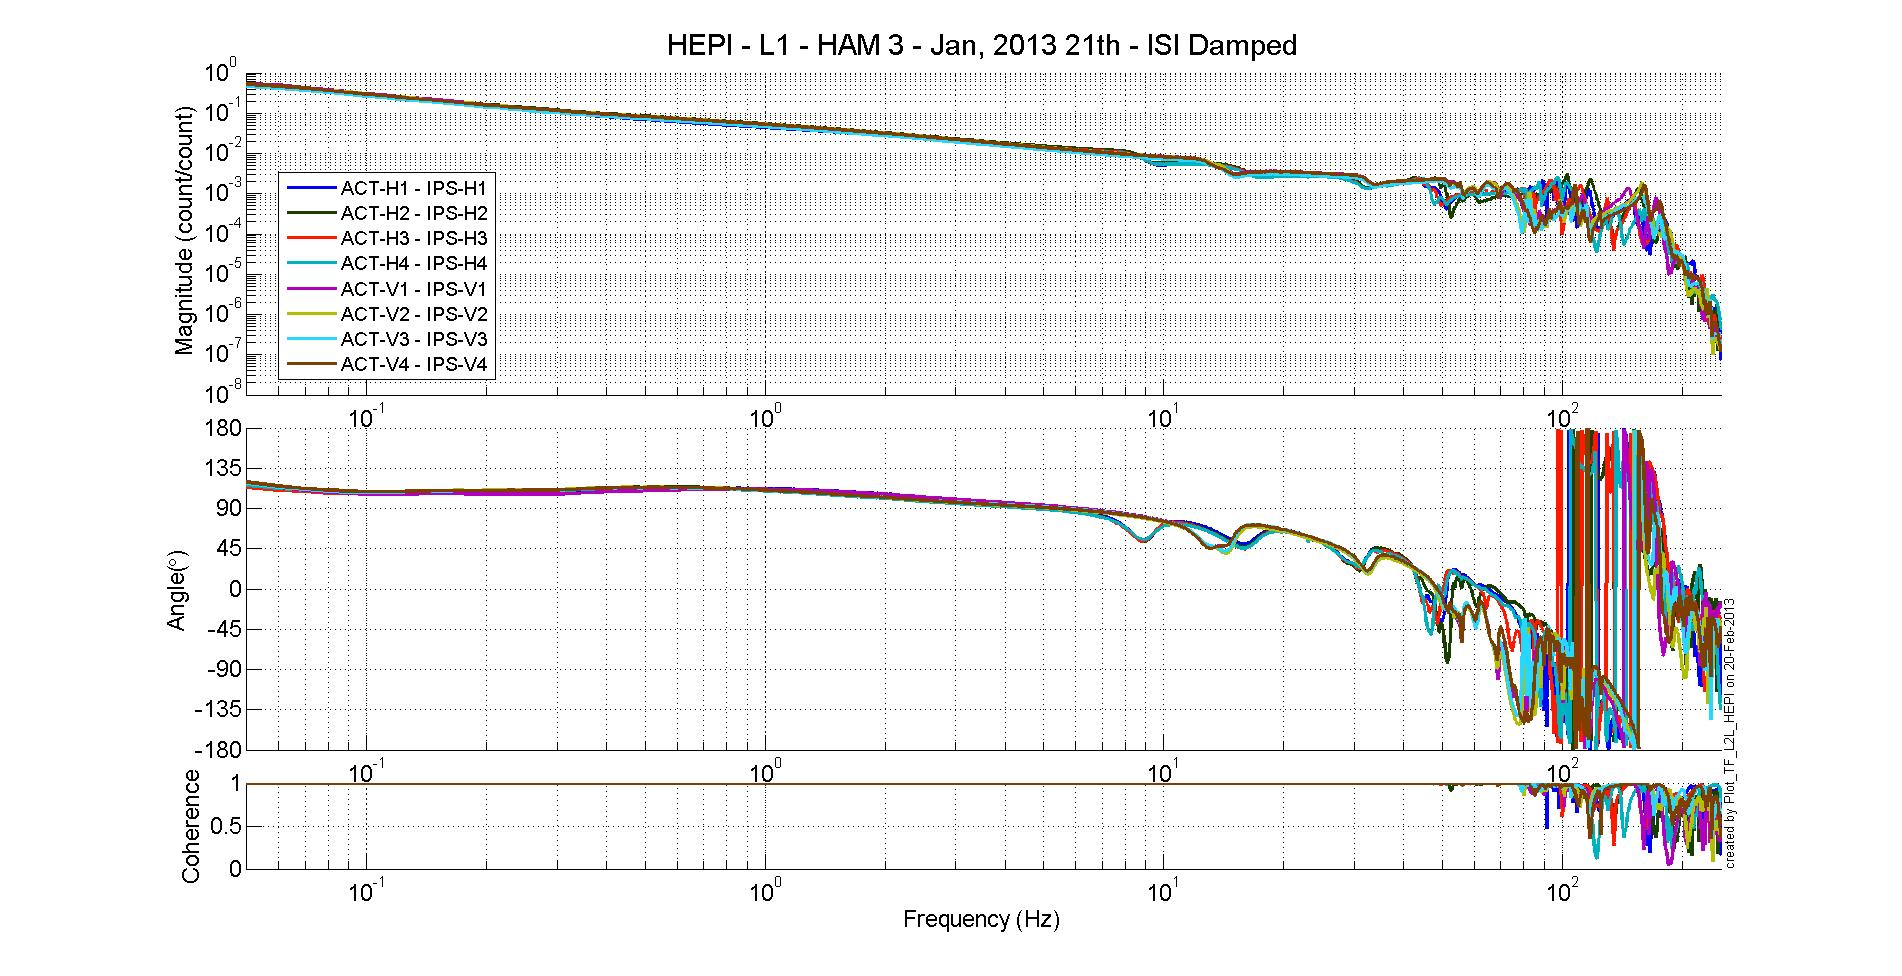 HEPI - L1 - HAM 3 - Jan, 2013 21th - ISI Damped
Magnitude (count/count)
10^0
10^-1
10^-2
10^-3
10^-4
10^-5
10^-6
10^-7
10^-8
ACT-H1 - IPS-H1
ACT-H2 - IPS-H2
ACT-H3 - IPS-H3
ACT-H4 - IPS-H4
ACT-V1 - IPS-V1
ACT-V2 - IPS-V2
ACT-V3 - IPS-V3
ACT-V4 - IPS-V4
10^-1 10^0 10^1 10^2
Angle(°)
180
135
90
45
0
-45
-90
-135
-180
10^-1 10^0 10^1 10^2
Coherence
1
0.5
0
10^-1 10^0 10^1 10^2
Frequency (Hz)
created by Plot_TF_L2L_HEPI on 20-Feb-2013